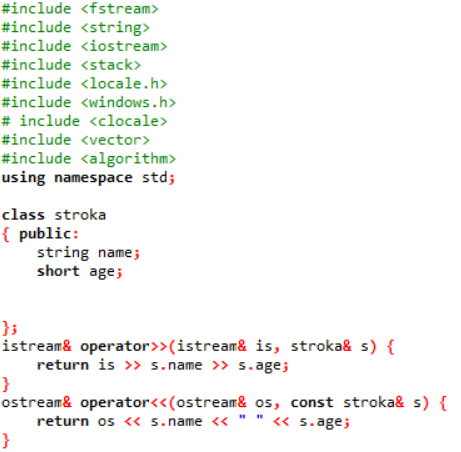 #include <fstream>
#include <string>
#include <iostream>
#include <stack>
#include <locale.h>
#include <windows.h>
# include <clocale>
#include <vector>
#include <algorithm>
using namespace std;
class stroka
{ public:
    string name;
    short age;
};
istream& operator>>(istream& is, stroka& s) {
    return is >> s.name >> s.age;
}
ostream& operator<<(ostream& os, const stroka& s) {
    return os << s.name << " " << s.age;
}